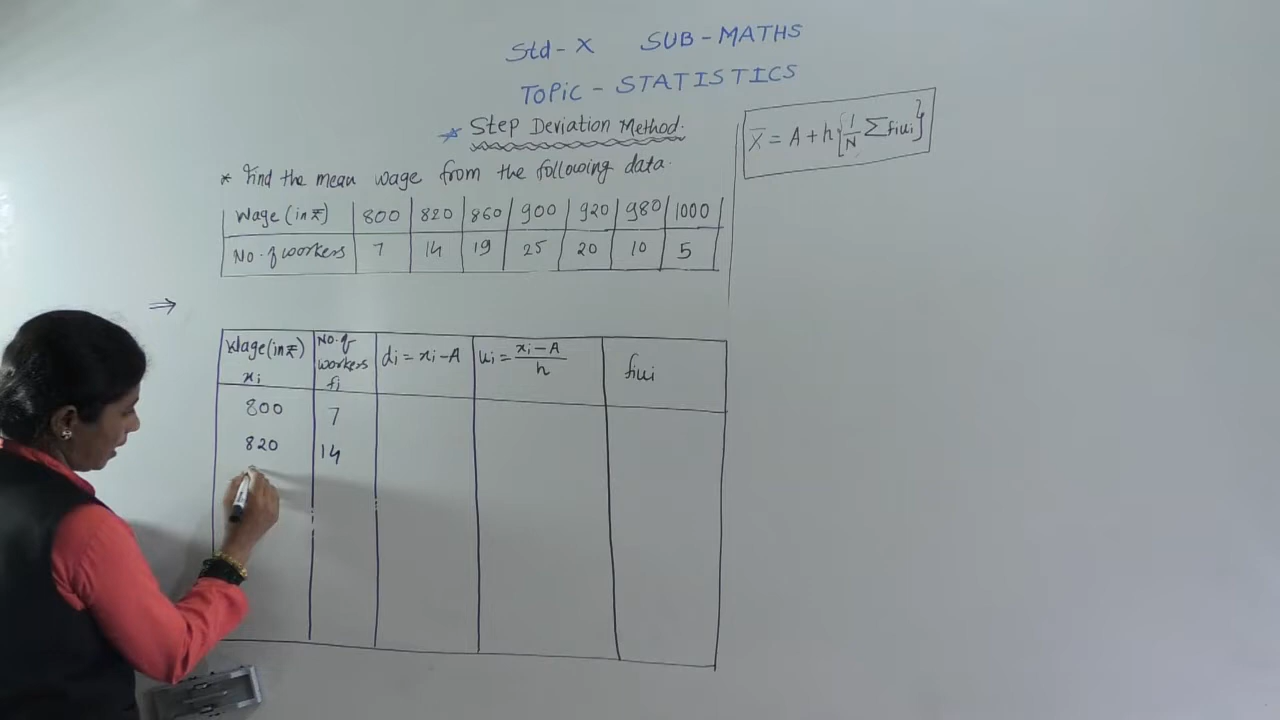 Std - X SUB - MATHS
TOPIC - STATISTICS
* Step Deviation Method.
X̅ = A + h{1/N Σfiui}
* Find the mean wage from the following data.
Wage (in ₹) 800 820 860 900 920 980 1000
No. of workers 7 14 19 25 20 10 5
⇒
Wage (in ₹) xi No. of workers fi di = xi - A ui = xi - A / h fiui
800 7
820 14